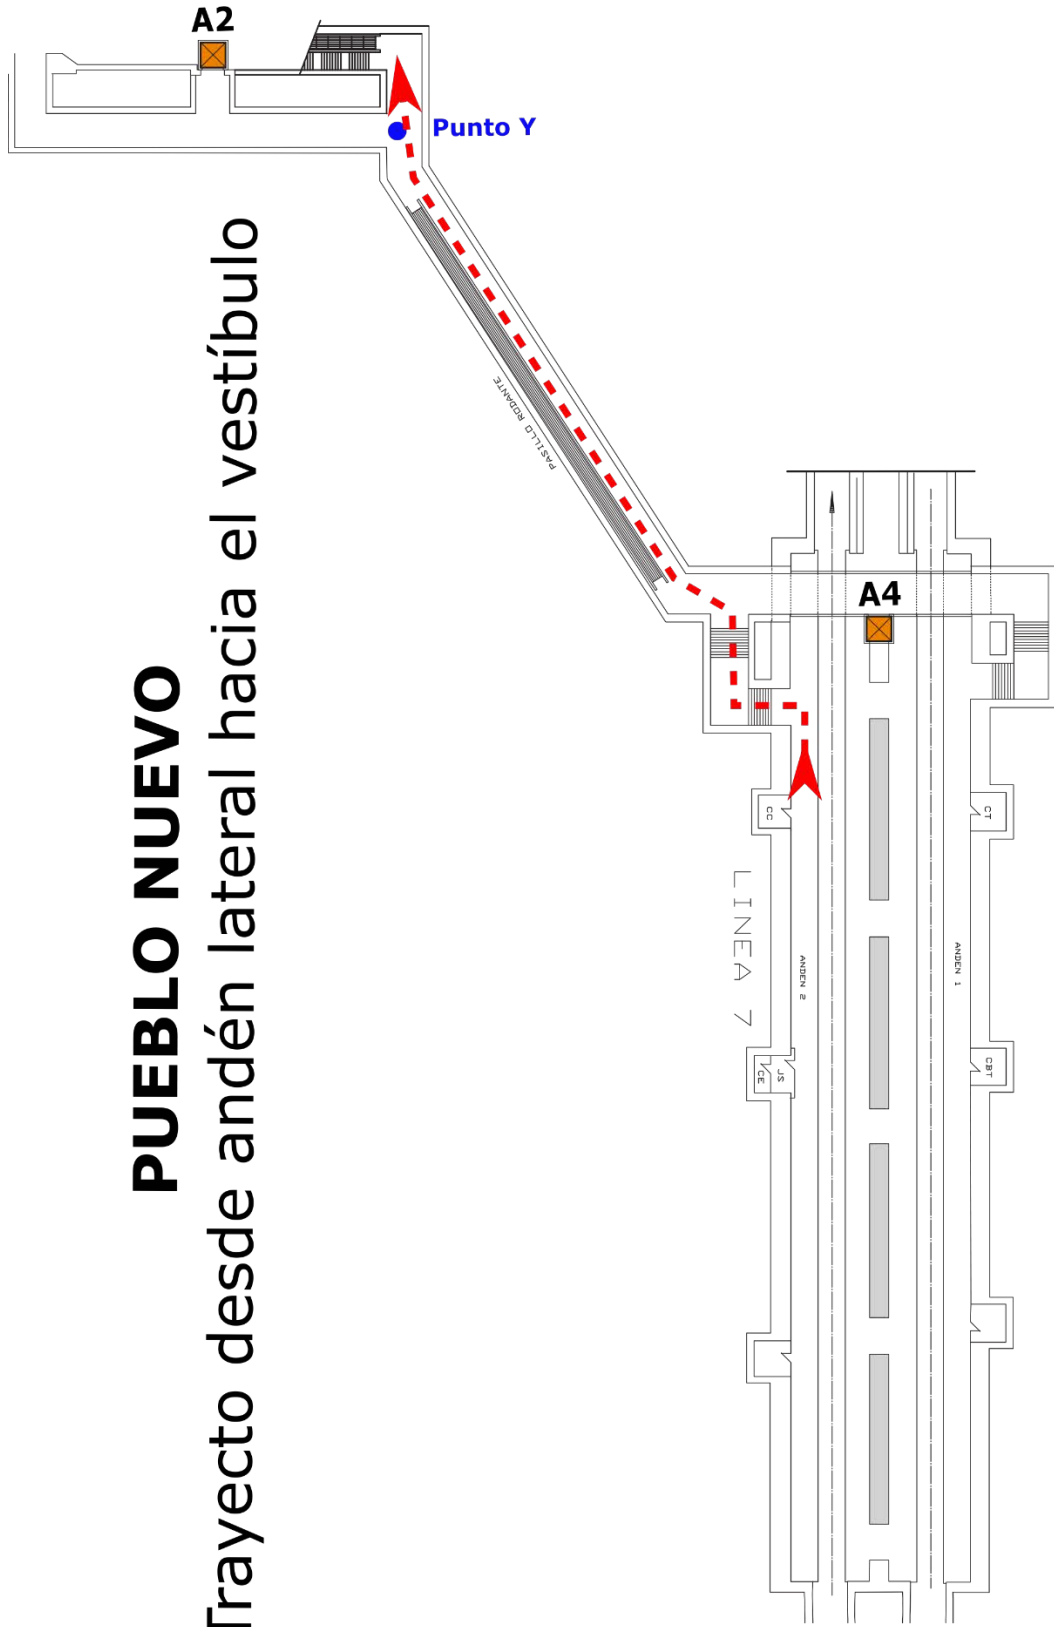 A2
Punto Y
PUEBLO NUEVO
Trayecto desde andén lateral hacia el vestíbulo
PASILLO RODANTE
A4
CC
CT
LINEA 7
ANDEN 2
ANDEN 1
CE
JS
CBT